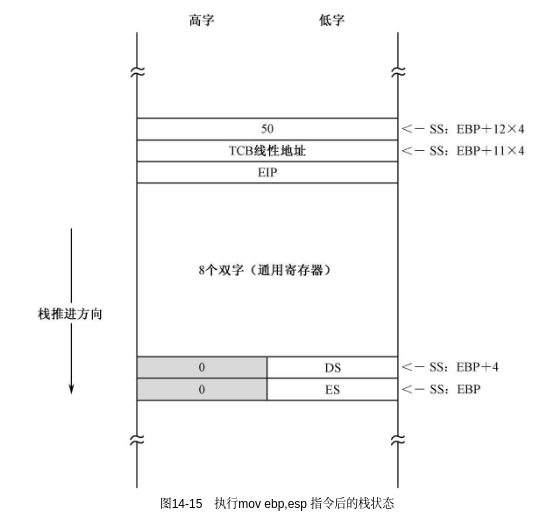 高字 低字
50 <— SS：EBP＋12×4
TCB线性地址 <— SS：EBP＋11×4
EIP
8个双字（通用寄存器）
栈推进方向
0 DS <— SS：EBP＋4
0 ES <— SS：EBP
图14-15 执行mov ebp,esp 指令后的栈状态